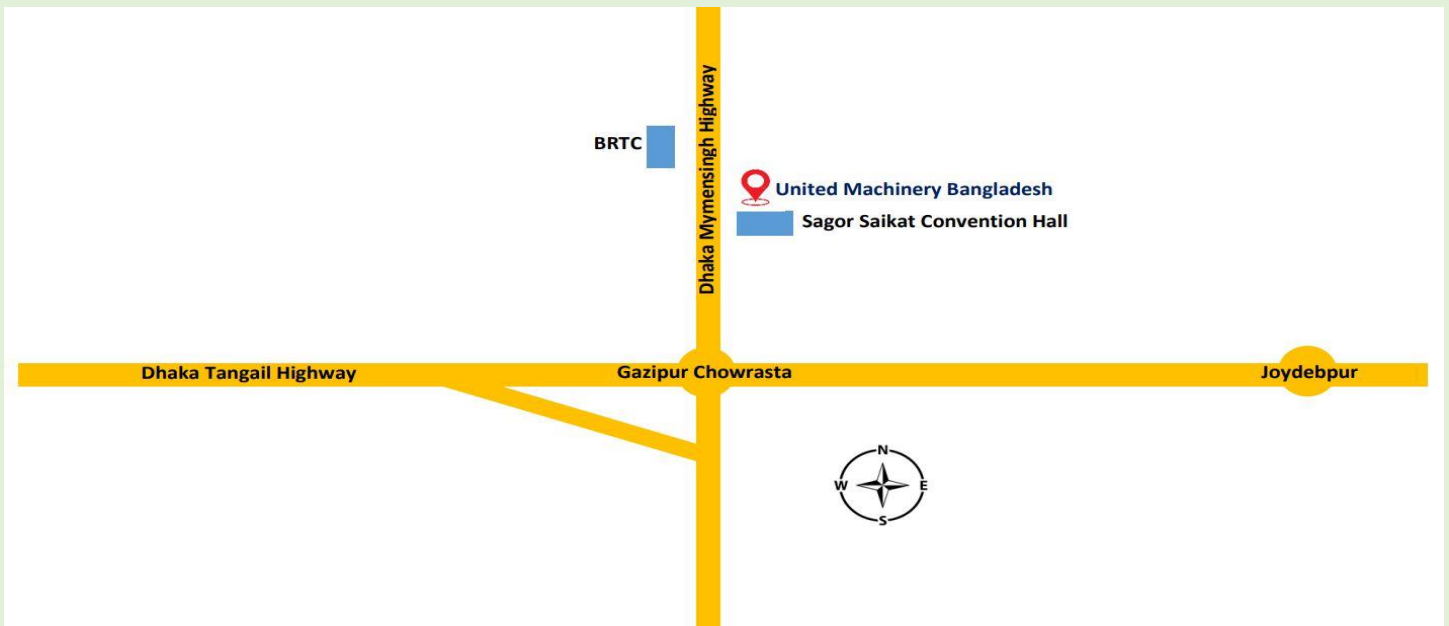 Dhaka Mymensingh Highway
BRTC
United Machinery Bangladesh
Sagor Saikat Convention Hall
Dhaka Tangail Highway
Gazipur Chowrasta
Joydebpur
N
W
E
S